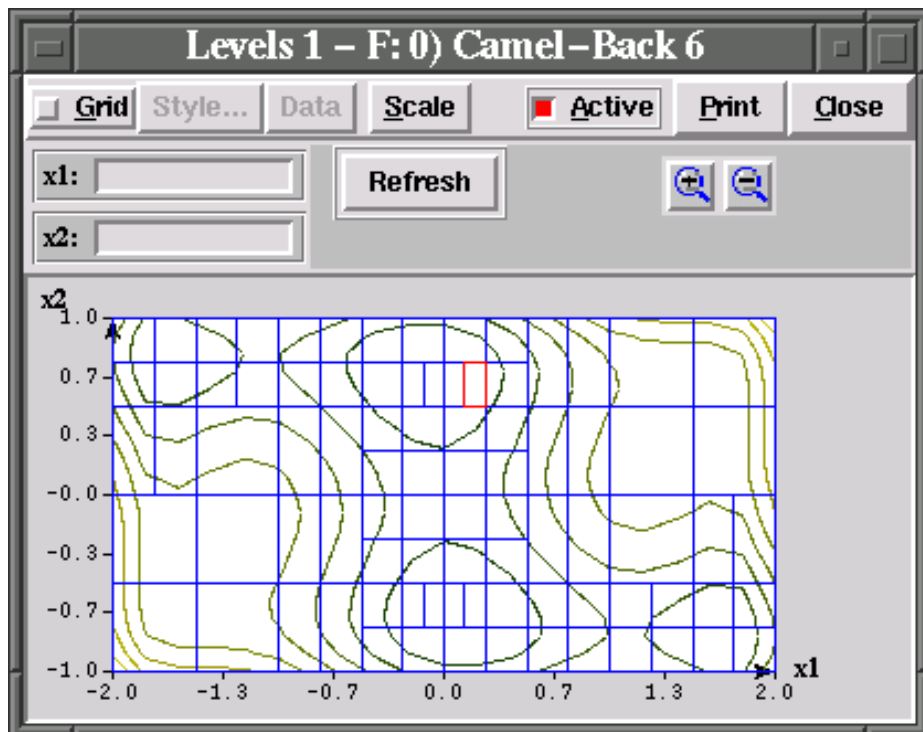 Levels 1 – F: 0) Camel–Back 6
Grid Style... Data Scale Active Print Close
x1: Refresh
x2:
x2
1.0
0.7
0.3
-0.0
-0.3
-0.7
-1.0
x1
-2.0 -1.3 -0.7 0.0 0.7 1.3 2.0